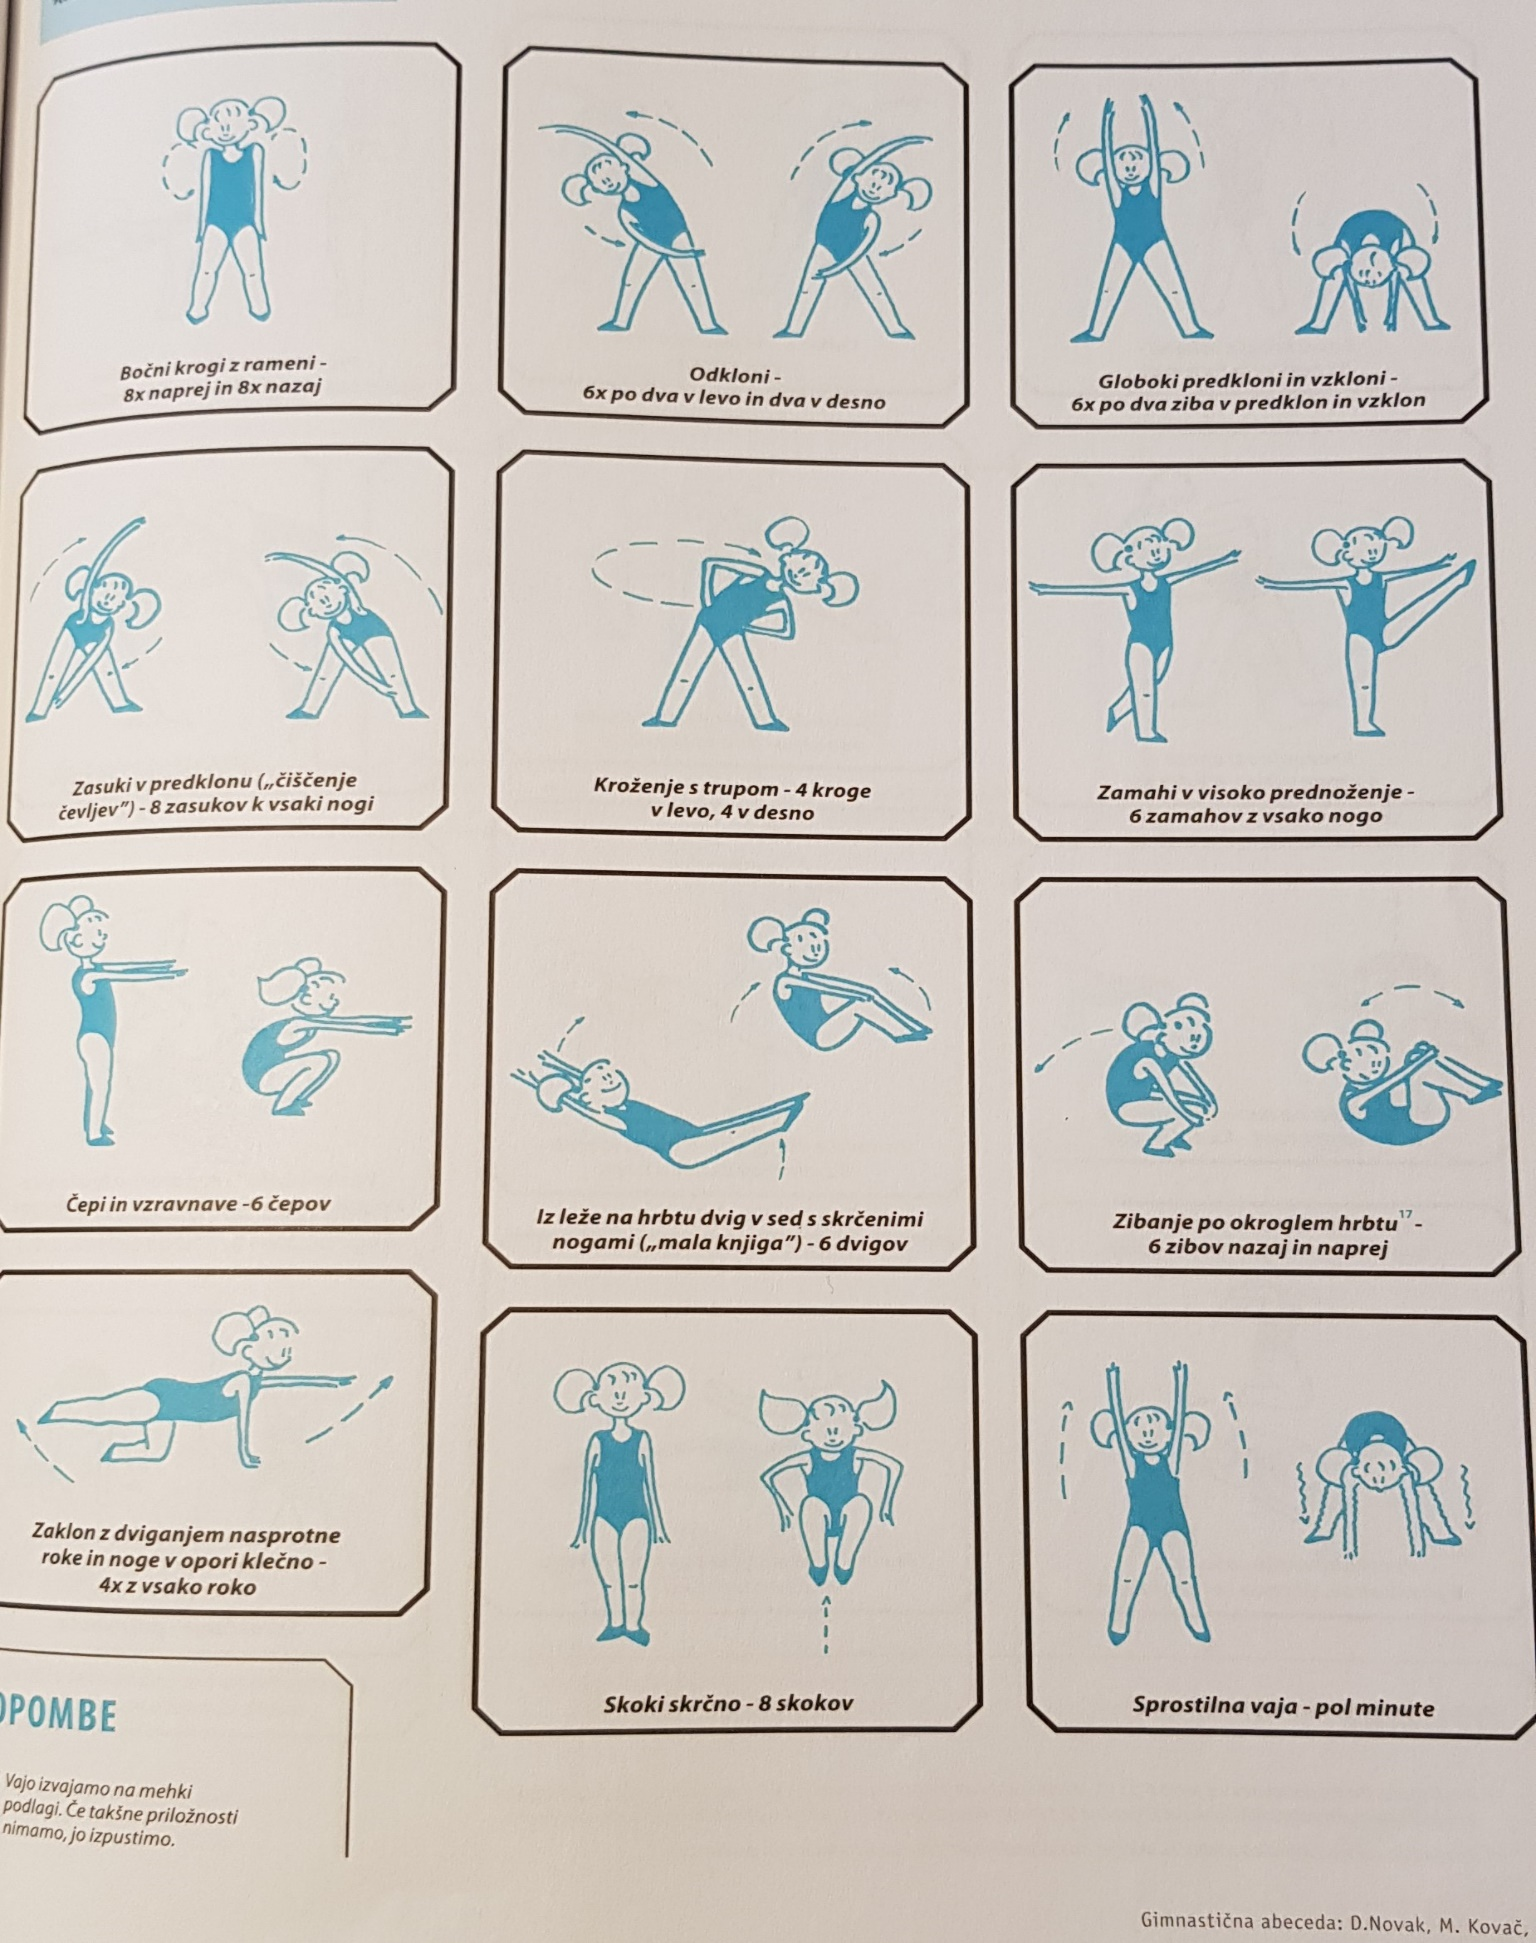 Bočni krogi z rameni -
8x naprej in 8x nazaj
Odkloni -
6x po dva v levo in dva v desno
Globoki predkloni in vzkloni -
6x po dva ziba v predklon in vzklon
Zasuki v predklonu („čiščenje
čevljev”) - 8 zasukov k vsaki nogi
Kroženje s trupom - 4 kroge
v levo, 4 v desno
Zamahi v visoko prednoženje -
6 zamahov z vsako nogo
Čepi in vzravnave -6 čepov
Iz leže na hrbtu dvig v sed s skrčenimi
nogami („mala knjiga”) - 6 dvigov
Zibanje po okroglem hrbtu17 -
6 zibov nazaj in naprej
Zaklon z dviganjem nasprotne
roke in noge v opori klečno -
4x z vsako roko
Skoki skrčno - 8 skokov
Sprostilna vaja - pol minute
OPOMBE
Vajo izvajamo na mehki
podlagi. Če takšne priložnosti
nimamo, jo izpustimo.
Gimnastična abeceda: D.Novak, M. Kovač,